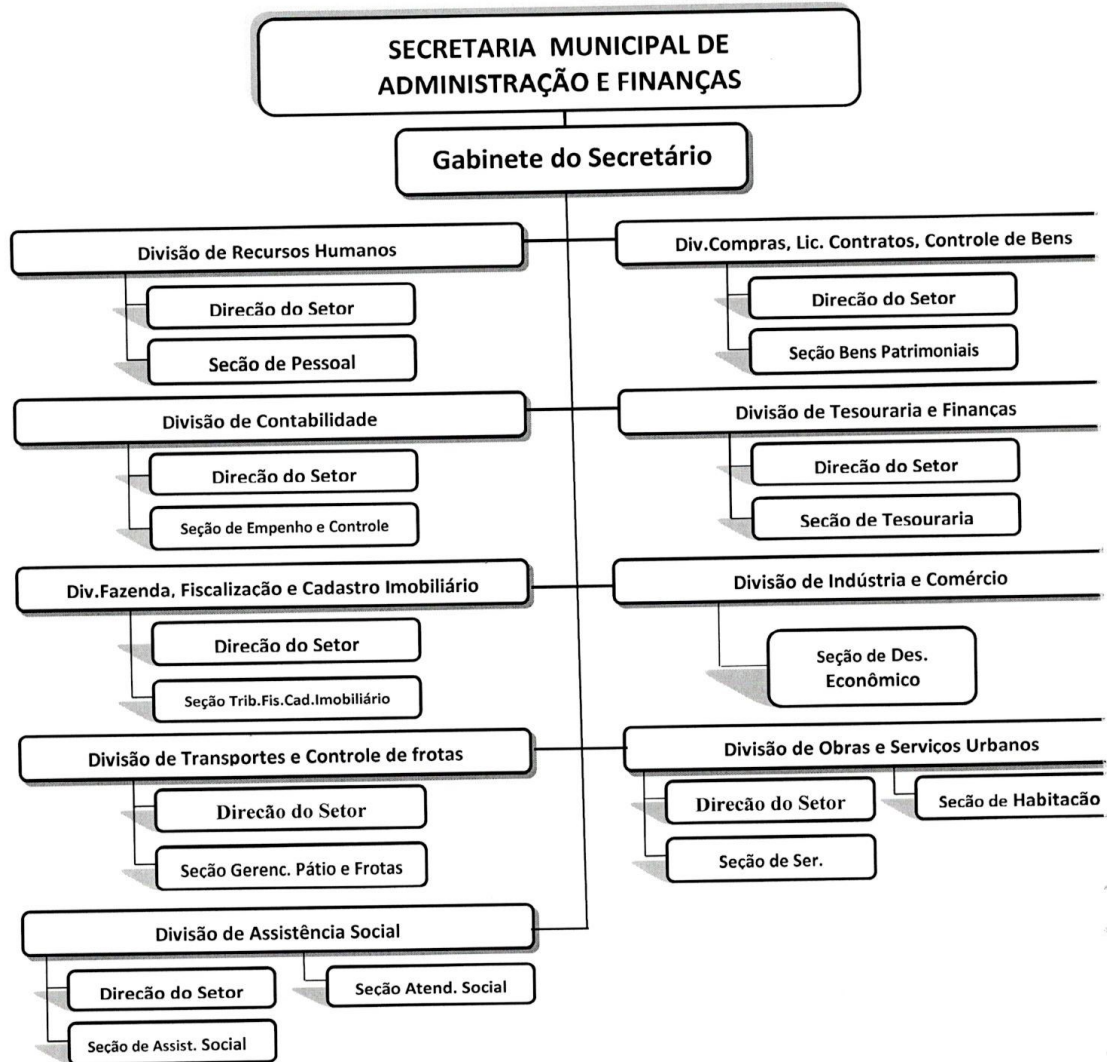 SECRETARIA MUNICIPAL DE
ADMINISTRAÇÃO E FINANÇAS
Gabinete do Secretário
Divisão de Recursos Humanos
Direcão do Setor
Secão de Pessoal
Div.Compras, Lic. Contratos, Controle de Bens
Direcão do Setor
Seção Bens Patrimoniais
Divisão de Contabilidade
Direcão do Setor
Seção de Empenho e Controle
Divisão de Tesouraria e Finanças
Direcão do Setor
Secão de Tesouraria
Div.Fazenda, Fiscalização e Cadastro Imobiliário
Direcão do Setor
Seção Trib.Fis.Cad.Imobiliário
Divisão de Indústria e Comércio
Seção de Des.
Econômico
Divisão de Transportes e Controle de frotas
Direcão do Setor
Seção Gerenc. Pátio e Frotas
Divisão de Obras e Servicos Urbanos
Direcão do Setor
Secão de Habitacão
Seção de Ser.
Divisão de Assistência Social
Direcão do Setor
Seção Atend. Social
Seção de Assist. Social